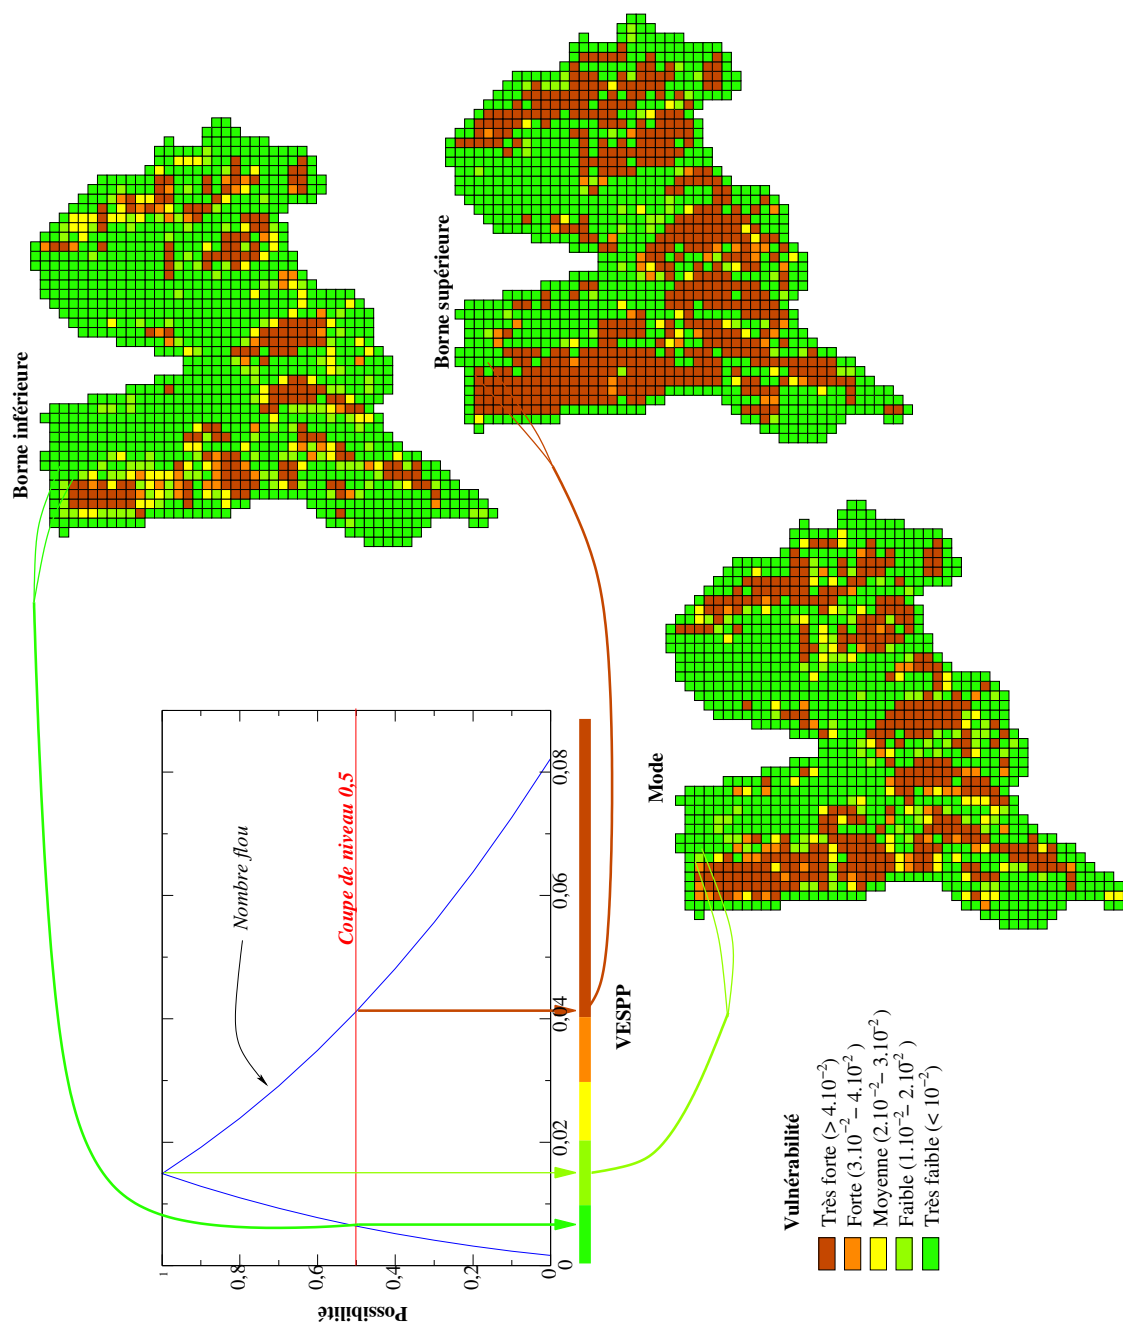 Borne inférieure
Borne supérieure
Mode
Nombre flou
Coupe de niveau 0,5
Possibilité
1
0,8
0,6
0,4
0,2
0
0
0,02
0,04
0,06
0,08
VESPP
Vulnérabilité
Très forte (> 4.10⁻²)
Forte (3.10⁻² – 4.10⁻² )
Moyenne (2.10⁻² – 3.10⁻²)
Faible (1.10⁻² – 2.10⁻² )
Très faible (< 10⁻²)